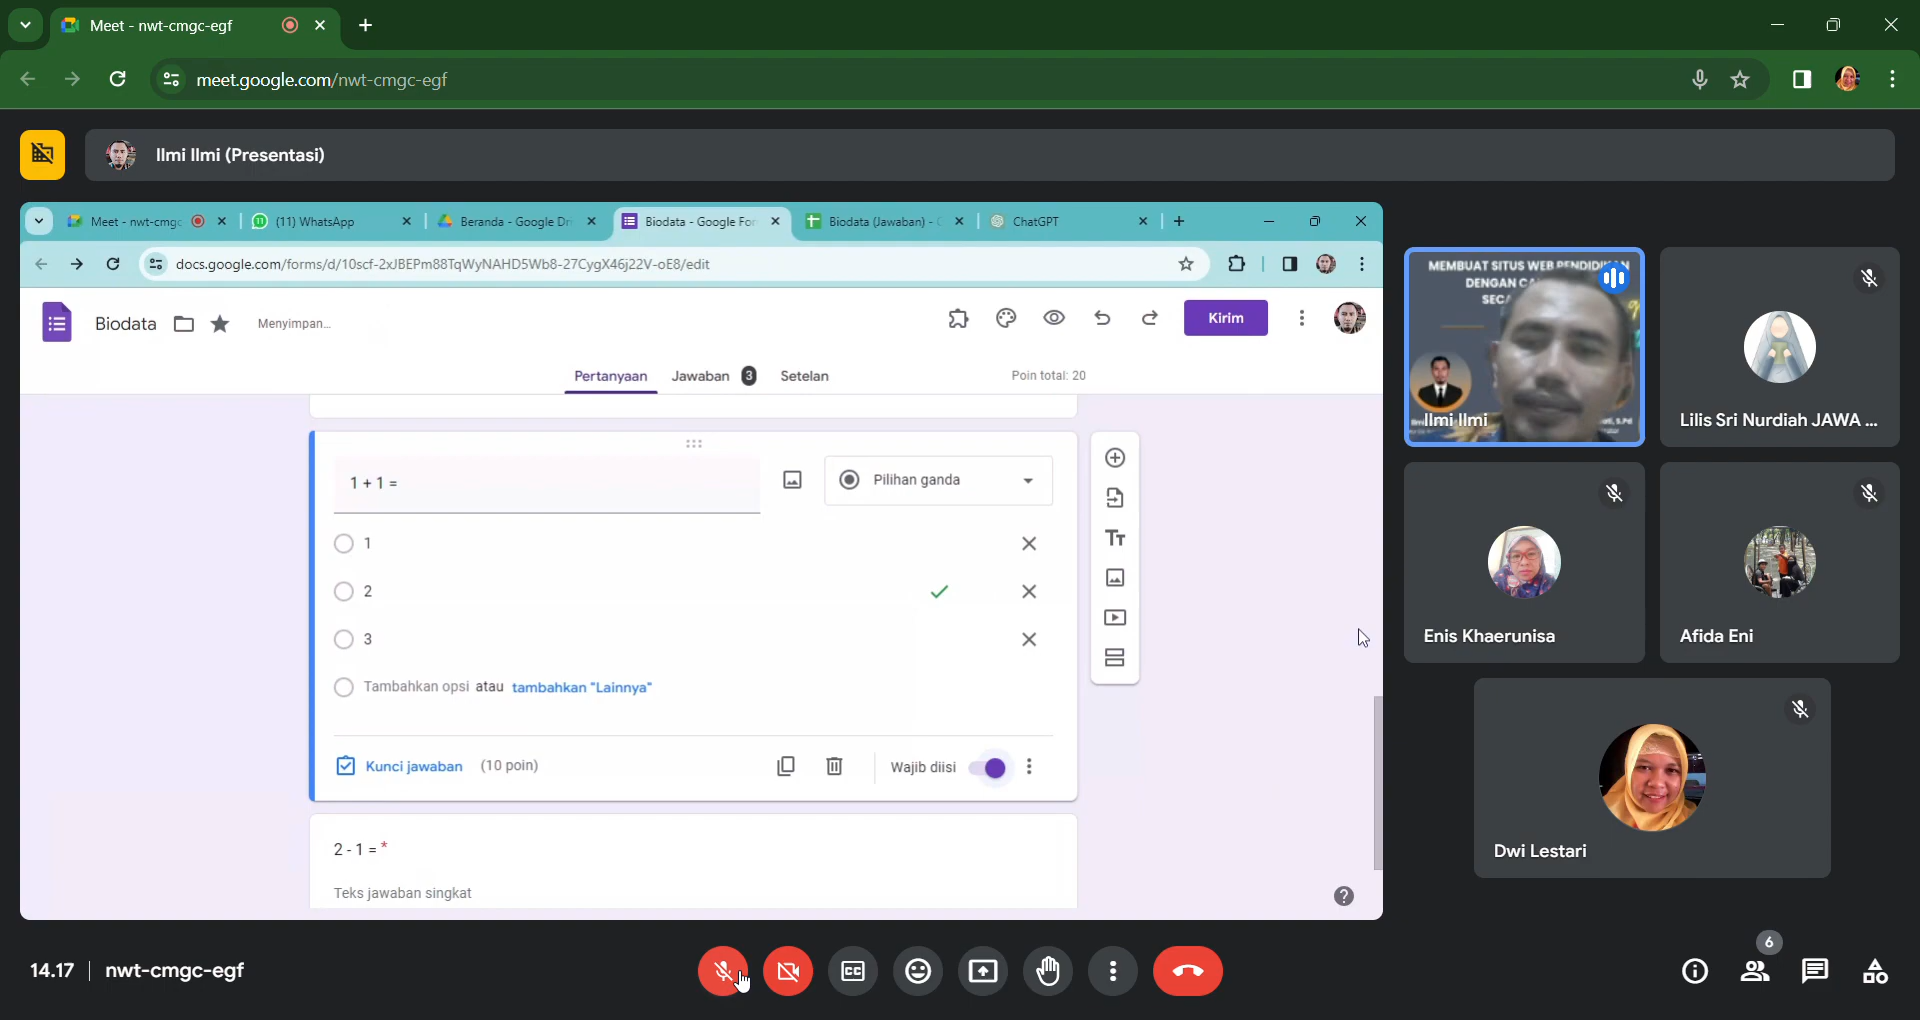 Meet - nwt-cmgc-egf
meet.google.com/nwt-cmgc-egf
Ilmi Ilmi (Presentasi)
Meet - nwt-cmgc
(11) WhatsApp
Beranda - Google Dr
Biodata - Google For
Biodata (Jawaban) -
ChatGPT
docs.google.com/forms/d/10scf-2xJBEPm88TqWyNAHD5Wb8-27CygX46j22V-oE8/edit
Biodata
Menyimpan...
Kirim
Pertanyaan
Jawaban 3
Setelan
Poin total: 20
1 + 1 =
Pilihan ganda
1
2
3
Tambahkan opsi atau tambahkan "Lainnya"
Kunci jawaban (10 poin)
Wajib diisi
2 - 1 = *
Teks jawaban singkat
MEMBUAT SITUS WEB PENDIDIKAN
DENGAN
Ilmi Ilmi
S.Pd
Lilis Sri Nurdiah JAWA ...
Enis Khaerunisa
Afida Eni
Dwi Lestari
14.17 | nwt-cmgc-egf
6